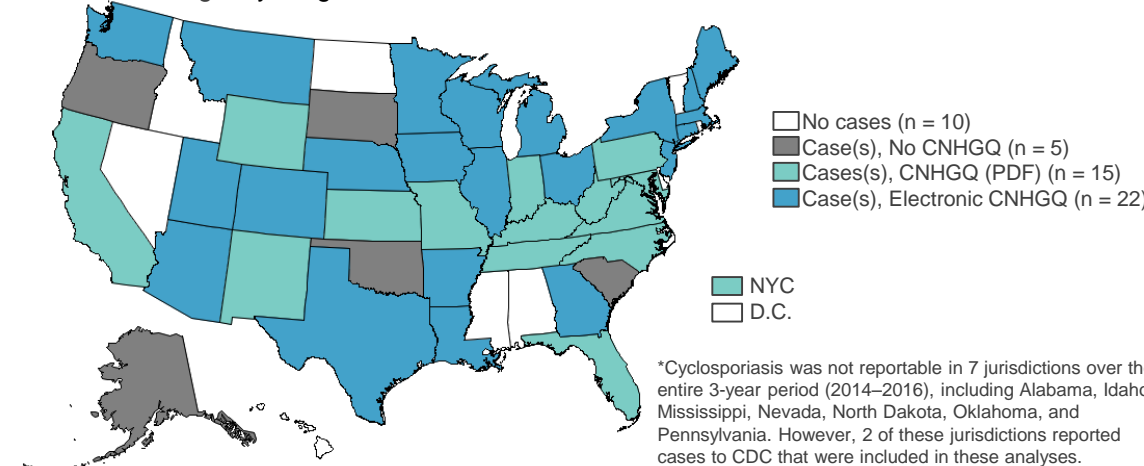 No cases (n = 10)
Case(s), No CNHGQ (n = 5)
Cases(s), CNHGQ (PDF) (n = 15)
Case(s), Electronic CNHGQ (n = 22)
NYC
D.C.
*Cyclosporiasis was not reportable in 7 jurisdictions over th
entire 3-year period (2014–2016), including Alabama, Idaho
Mississippi, Nevada, North Dakota, Oklahoma, and
Pennsylvania. However, 2 of these jurisdictions reported
cases to CDC that were included in these analyses.